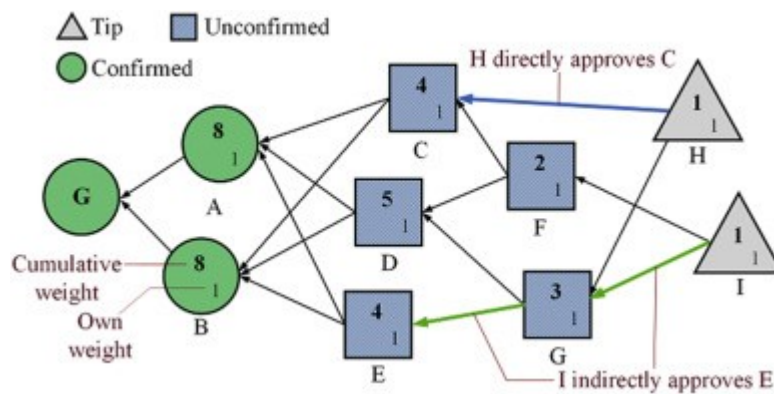 Tip
Unconfirmed
Confirmed
H directly approves C
4
1
C
1
1
H
8
1
A
2
1
F
G
5
1
D
1
1
I
Cumulative
weight
8
1
B
Own
weight
4
1
E
3
1
G
I indirectly approves E